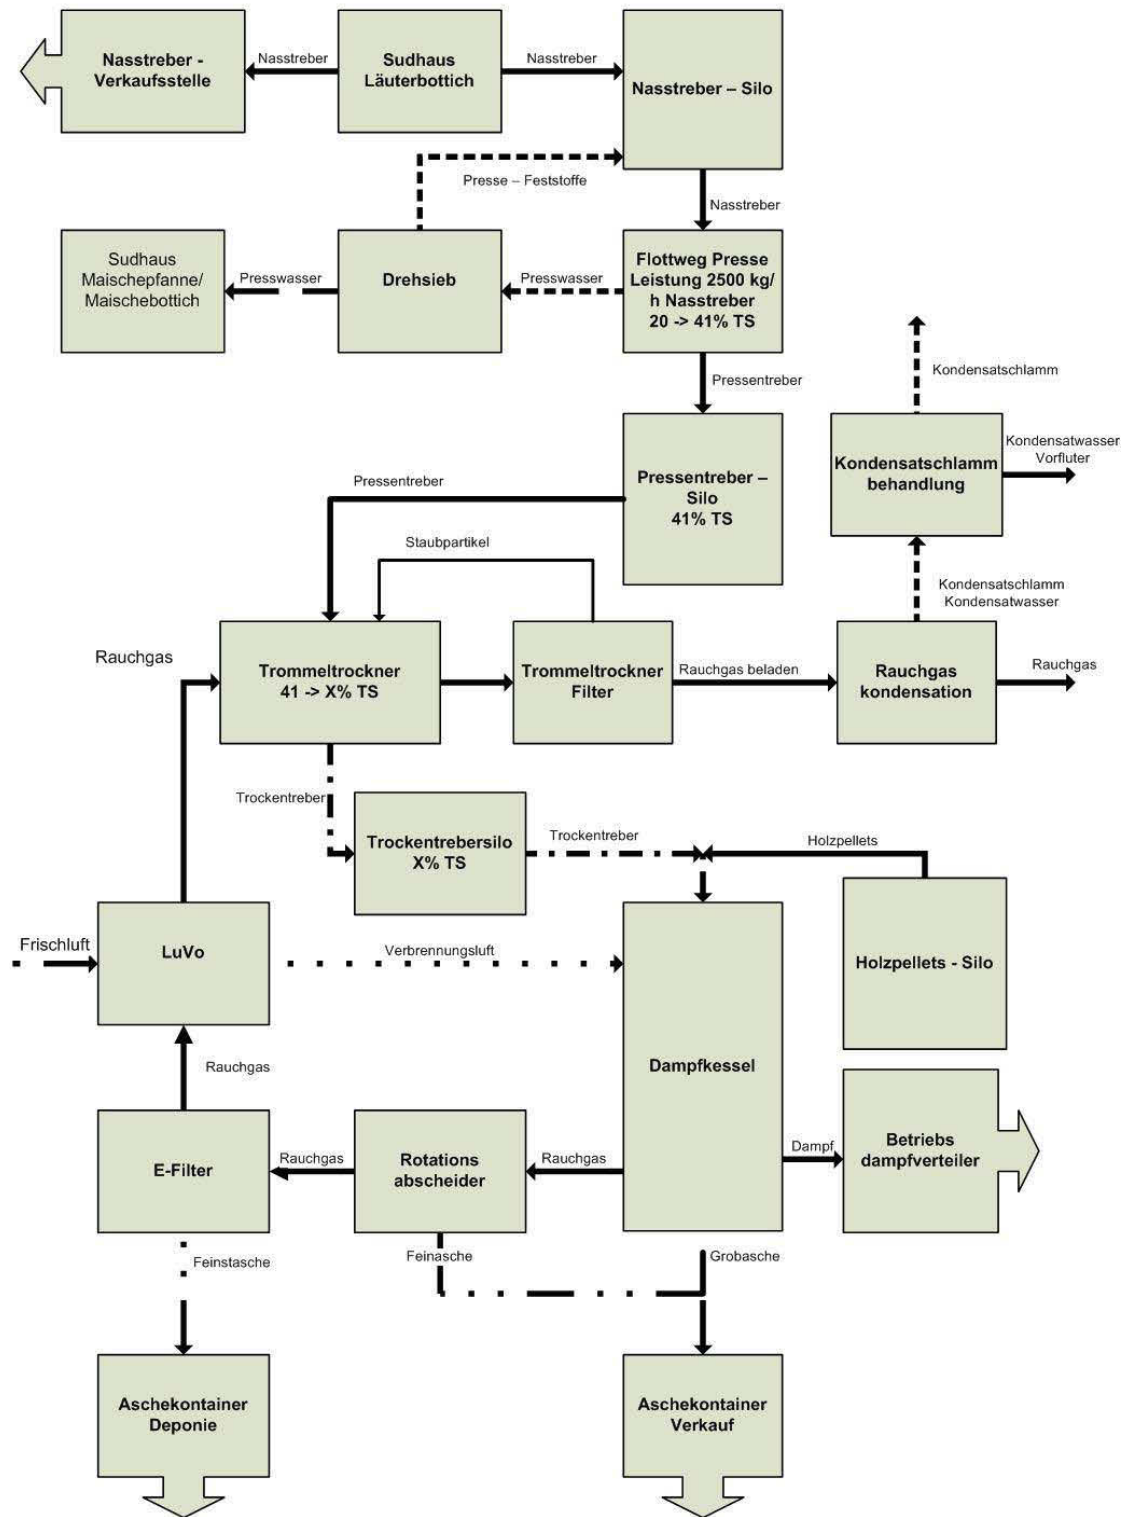 Nasstreber -
Verkaufsstelle
Nasstreber
Sudhaus
Läuterbottich
Nasstreber
Nasstreber – Silo
Presse – Feststoffe
Nasstreber
Sudhaus
Maischepfanne/
Maischebottich
Presswasser
Drehsieb
Presswasser
Flottweg Presse
Leistung 2500 kg/
h Nasstreber
20 -> 41% TS
Pressentreber
Kondensatschlamm
Kondensatschlamm
behandlung
Kondensatwasser
Vorfluter
Pressentreber
Pressentreber –
Silo
41% TS
Staubpartikel
Kondensatschlamm
Kondensatwasser
Rauchgas
Trommeltrockner
41 -> X% TS
Trommeltrockner
Filter
Rauchgas beladen
Rauchgas
kondensation
Rauchgas
Trockentreber
Trockentrebersilo
X% TS
Trockentreber
Holzpellets
Frischluft
LuVo
Verbrennungsluft
Holzpellets - Silo
Rauchgas
Dampfkessel
E-Filter
Rauchgas
Rotations
abscheider
Rauchgas
Dampf
Betriebs
dampfverteiler
Feinstasche
Feinasche
Grobasche
Aschekontainer
Deponie
Aschekontainer
Verkauf